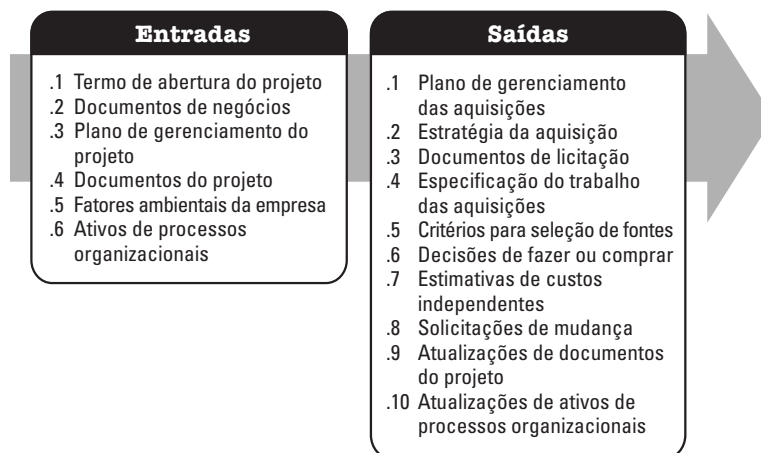 Entradas
.1 Termo de abertura do projeto
.2 Documentos de negócios
.3 Plano de gerenciamento do
projeto
.4 Documentos do projeto
.5 Fatores ambientais da empresa
.6 Ativos de processos
organizacionais
Saídas
.1 Plano de gerenciamento
das aquisições
.2 Estratégia da aquisição
.3 Documentos de licitação
.4 Especificação do trabalho
das aquisições
.5 Critérios para seleção de fontes
.6 Decisões de fazer ou comprar
.7 Estimativas de custos
independentes
.8 Solicitações de mudança
.9 Atualizações de documentos
do projeto
.10 Atualizações de ativos de
processos organizacionais